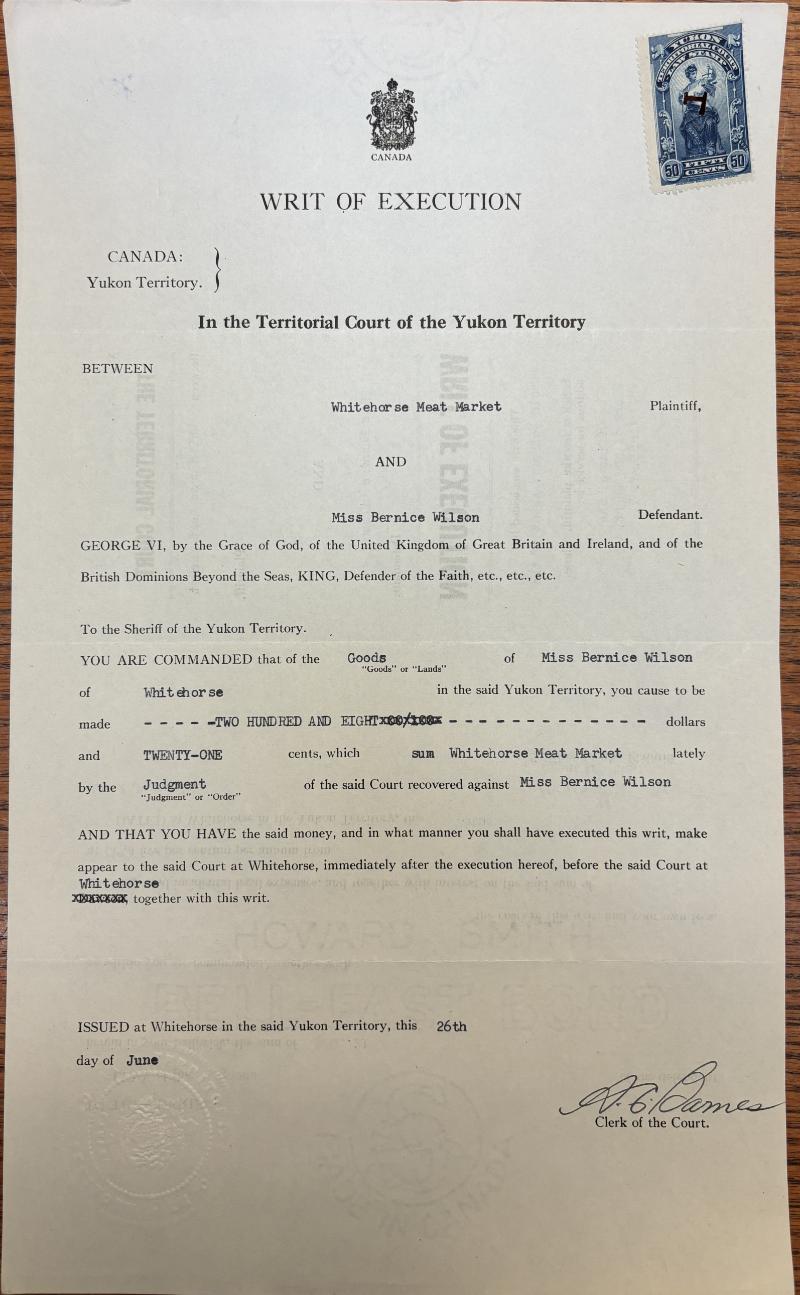 YUKON
TERRITORIAL COURT
LAW STAMP
50 FIFTY CENTS 50
CANADA
WRIT OF EXECUTION
CANADA:
Yukon Territory.
In the Territorial Court of the Yukon Territory
BETWEEN
Whitehorse Meat Market Plaintiff,
AND
Miss Bernice Wilson Defendant.
GEORGE VI, by the Grace of God, of the United Kingdom of Great Britain and Ireland, and of the
British Dominions Beyond the Seas, KING, Defender of the Faith, etc., etc., etc.
To the Sheriff of the Yukon Territory.
YOU ARE COMMANDED that of the Goods of Miss Bernice Wilson
"Goods" or "Lands"
of Whitehorse in the said Yukon Territory, you cause to be
made - - - - -TWO HUNDRED AND EIGHT - - - - - - - - - - - - - dollars
and TWENTY-ONE cents, which sum Whitehorse Meat Market lately
by the Judgment of the said Court recovered against Miss Bernice Wilson
"Judgment" or "Order"
AND THAT YOU HAVE the said money, and in what manner you shall have executed this writ, make
appear to the said Court at Whitehorse, immediately after the execution hereof, before the said Court at
Whitehorse
together with this writ.
ISSUED at Whitehorse in the said Yukon Territory, this 26th
day of June
Clerk of the Court.